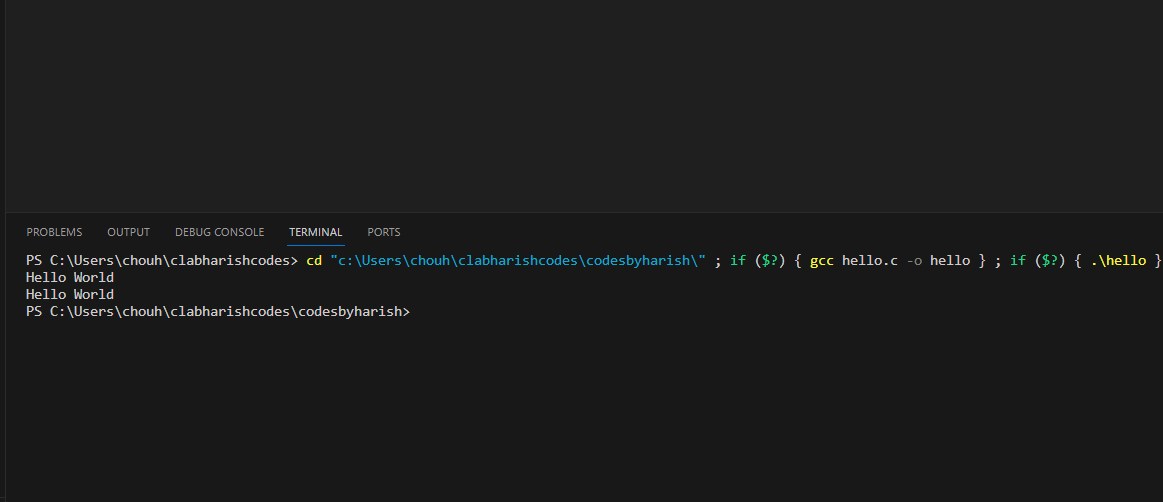 PROBLEMS OUTPUT DEBUG CONSOLE TERMINAL PORTS
PS C:\Users\chouh\clabharishcodes> cd "c:\Users\chouh\clabharishcodes\codesbyharish\" ; if ($?) { gcc hello.c -o hello } ; if ($?) { .\hello }
Hello World
Hello World
PS C:\Users\chouh\clabharishcodes\codesbyharish>